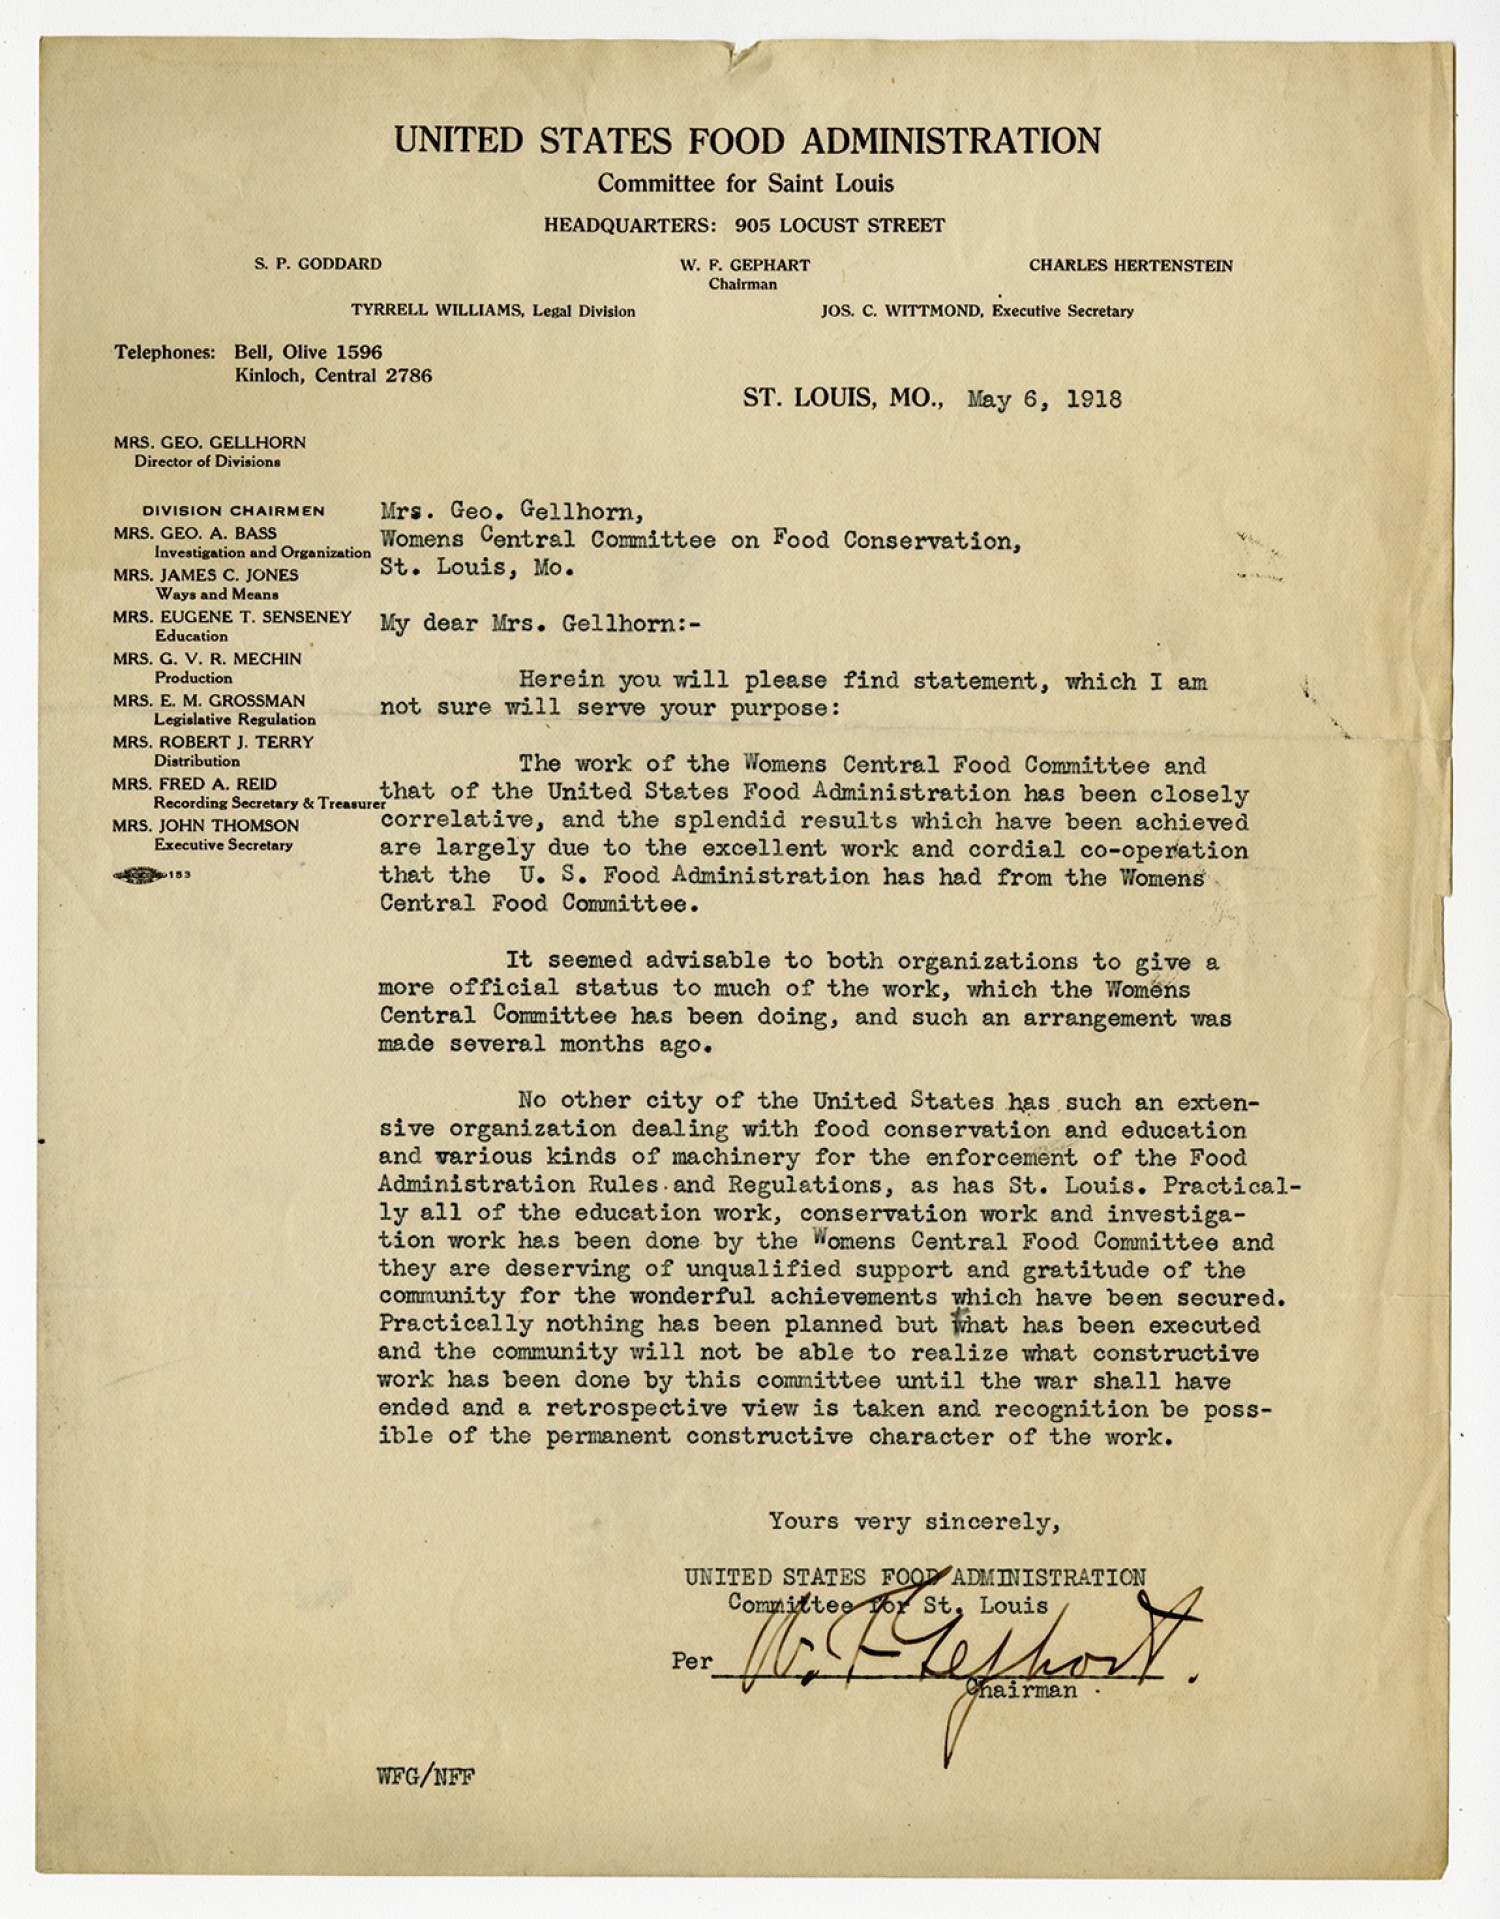 UNITED STATES FOOD ADMINISTRATION
Committee for Saint Louis
HEADQUARTERS: 905 LOCUST STREET
S. P. GODDARD W. F. GEPHART CHARLES HERTENSTEIN
Chairman
TYRRELL WILLIAMS, Legal Division JOS. C. WITTMOND, Executive Secretary
Telephones: Bell, Olive 1596
Kinloch, Central 2786
ST. LOUIS, MO., May 6, 1918
MRS. GEO. GELLHORN
Director of Divisions
DIVISION CHAIRMEN
MRS. GEO. A. BASS
Investigation and Organization
MRS. JAMES C. JONES
Ways and Means
MRS. EUGENE T. SENSENEY
Education
MRS. G. V. R. MECHIN
Production
MRS. E. M. GROSSMAN
Legislative Regulation
MRS. ROBERT J. TERRY
Distribution
MRS. FRED A. REID
Recording Secretary & Treasurer
MRS. JOHN THOMSON
Executive Secretary
153
Mrs. Geo. Gellhorn,
Womens Central Committee on Food Conservation,
St. Louis, Mo.
My dear Mrs. Gellhorn:-
Herein you will please find statement, which I am
not sure will serve your purpose:
The work of the Womens Central Food Committee and
that of the United States Food Administration has been closely
correlative, and the splendid results which have been achieved
are largely due to the excellent work and cordial co-operation
that the U. S. Food Administration has had from the Womens
Central Food Committee.
It seemed advisable to both organizations to give a
more official status to much of the work, which the Womens
Central Committee has been doing, and such an arrangement was
made several months ago.
No other city of the United States has such an exten-
sive organization dealing with food conservation and education
and various kinds of machinery for the enforcement of the Food
Administration Rules and Regulations, as has St. Louis. Practical-
ly all of the education work, conservation work and investiga-
tion work has been done by the Womens Central Food Committee and
they are deserving of unqualified support and gratitude of the
community for the wonderful achievements which have been secured.
Practically nothing has been planned but that has been executed
and the community will not be able to realize what constructive
work has been done by this committee until the war shall have
ended and a retrospective view is taken and recognition be poss-
ible of the permanent constructive character of the work.
Yours very sincerely,
UNITED STATES FOOD ADMINISTRATION
Committee for St. Louis
Per W. F. Gephart.
Chairman
WFG/NFF